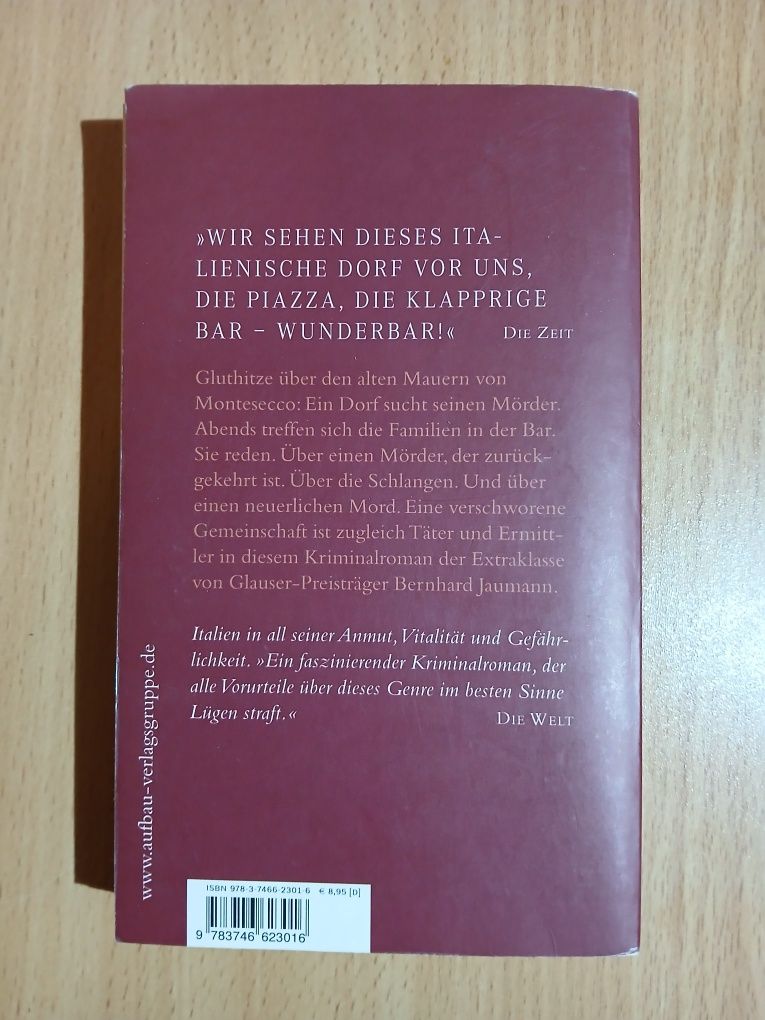 »WIR SEHEN DIESES ITA-
LIENISCHE DORF VOR UNS,
DIE PIAZZA, DIE KLAPPRIGE
BAR – WUNDERBAR!« DIE ZEIT
Gluthitze über den alten Mauern von
Montesecco: Ein Dorf sucht seinen Mörder.
Abends treffen sich die Familien in der Bar.
Sie reden. Über einen Mörder, der zurück-
gekehrt ist. Über die Schlangen. Und über
einen neuerlichen Mord. Eine verschworene
Gemeinschaft ist zugleich Täter und Ermitt-
ler in diesem Kriminalroman der Extraklasse
von Glauser-Preisträger Bernhard Jaumann.
Italien in all seiner Anmut, Vitalität und Gefähr-
lichkeit. »Ein faszinierender Kriminalroman, der
alle Vorurteile über dieses Genre im besten Sinne
Lügen straft.« DIE WELT
www.aufbau-verlagsgruppe.de
ISBN 978-3-7466-2301-6 € 8,95 [D]
9 783746 623016